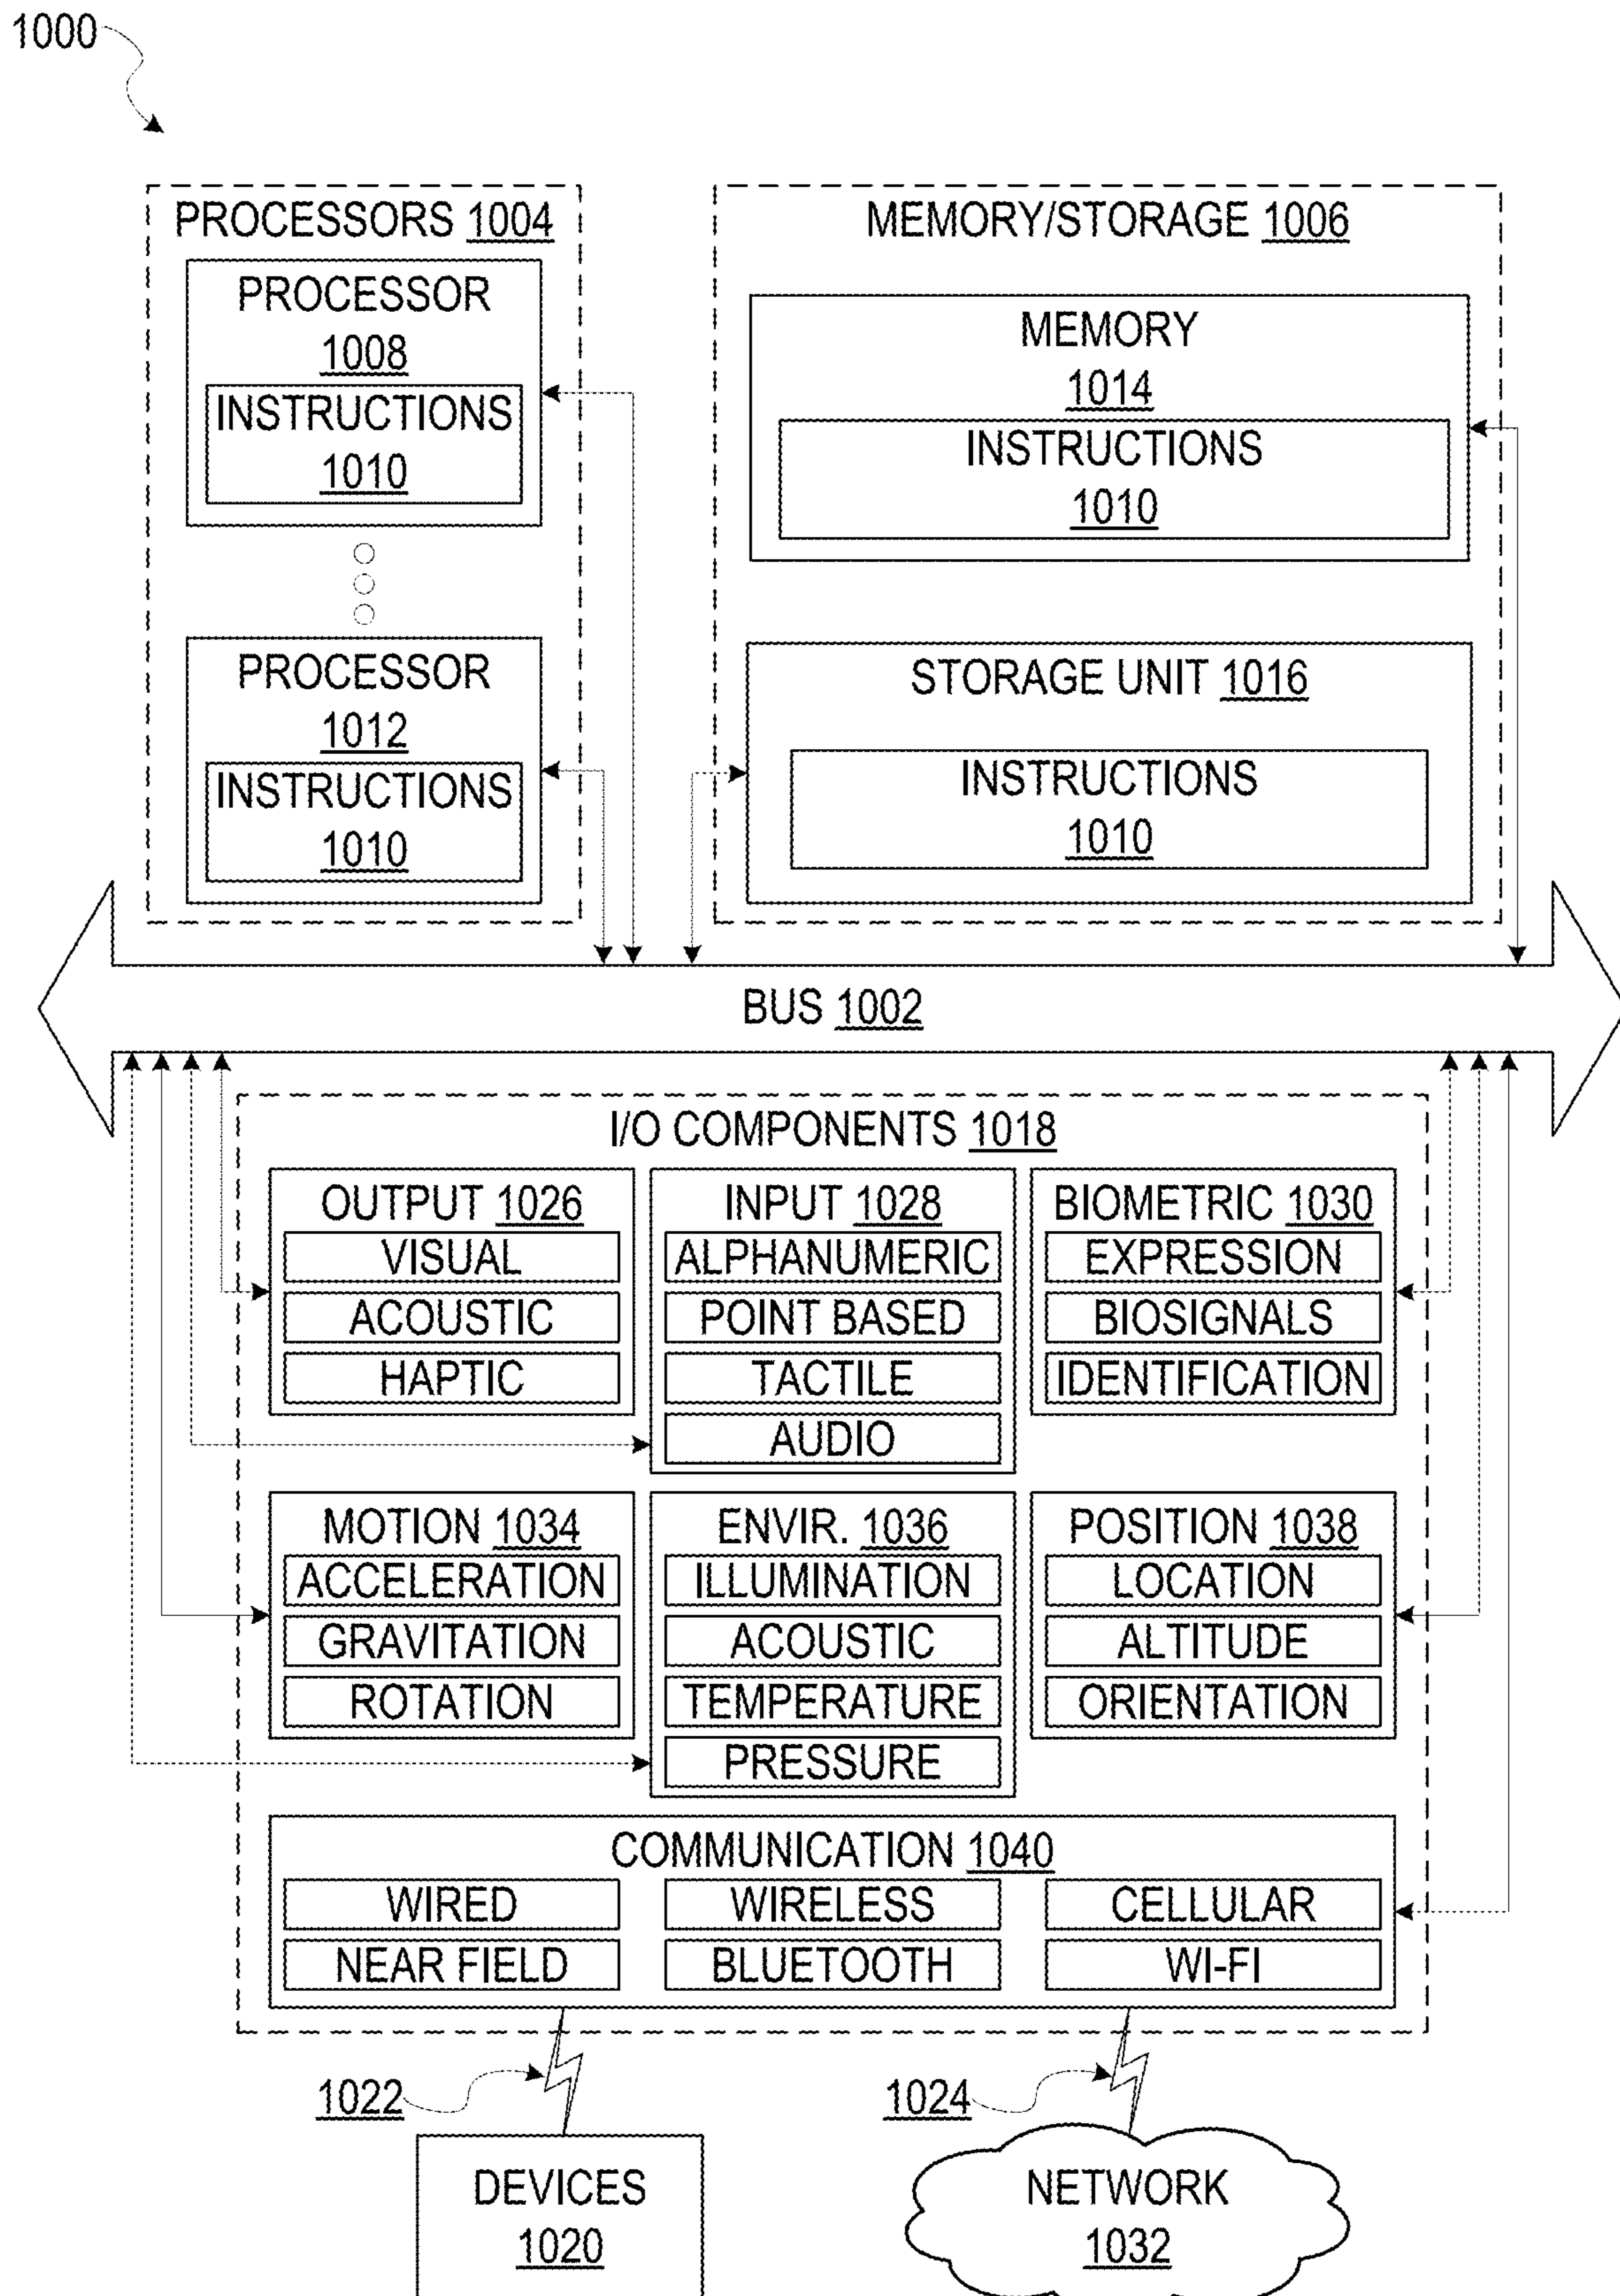 1000
PROCESSORS 1004
PROCESSOR
1008
INSTRUCTIONS
1010
PROCESSOR
1012
INSTRUCTIONS
1010
MEMORY/STORAGE 1006
MEMORY
1014
INSTRUCTIONS
1010
STORAGE UNIT 1016
INSTRUCTIONS
1010
BUS 1002
I/O COMPONENTS 1018
OUTPUT 1026
VISUAL
ACOUSTIC
HAPTIC
INPUT 1028
ALPHANUMERIC
POINT BASED
TACTILE
AUDIO
BIOMETRIC 1030
EXPRESSION
BIOSIGNALS
IDENTIFICATION
MOTION 1034
ACCELERATION
GRAVITATION
ROTATION
ENVIR. 1036
ILLUMINATION
ACOUSTIC
TEMPERATURE
PRESSURE
POSITION 1038
LOCATION
ALTITUDE
ORIENTATION
COMMUNICATION 1040
WIRED
WIRELESS
CELLULAR
NEAR FIELD
BLUETOOTH
WI-FI
1022
1024
DEVICES
1020
NETWORK
1032